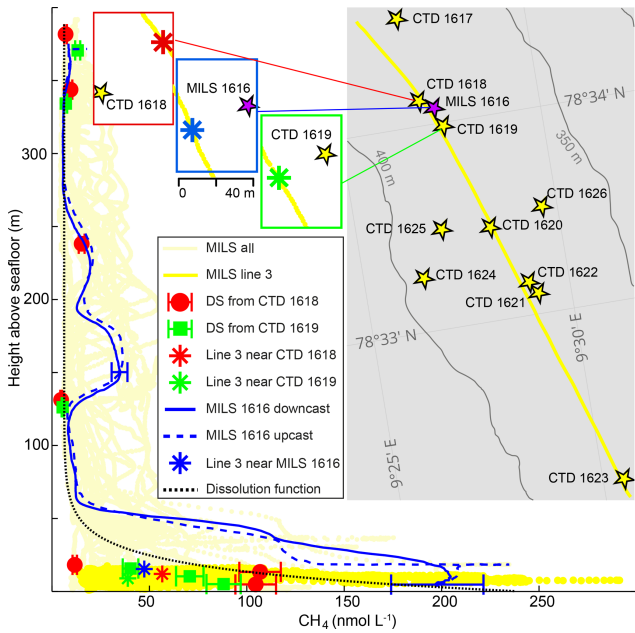 CTD 1617
CTD 1618
MILS 1616
CTD 1619
78°34' N
350 m
400 m
CTD 1626
CTD 1625
CTD 1620
CTD 1624
CTD 1622
CTD 1621
78°33' N
9°30' E
9°25' E
CTD 1623
CTD 1618
MILS 1616
CTD 1619
0 40 m
MILS all
MILS line 3
DS from CTD 1618
DS from CTD 1619
Line 3 near CTD 1618
Line 3 near CTD 1619
MILS 1616 downcast
MILS 1616 upcast
Line 3 near MILS 1616
Dissolution function
Height above seafloor (m)
300
200
100
50 100 150 200 250
CH₄ (nmol L⁻¹)